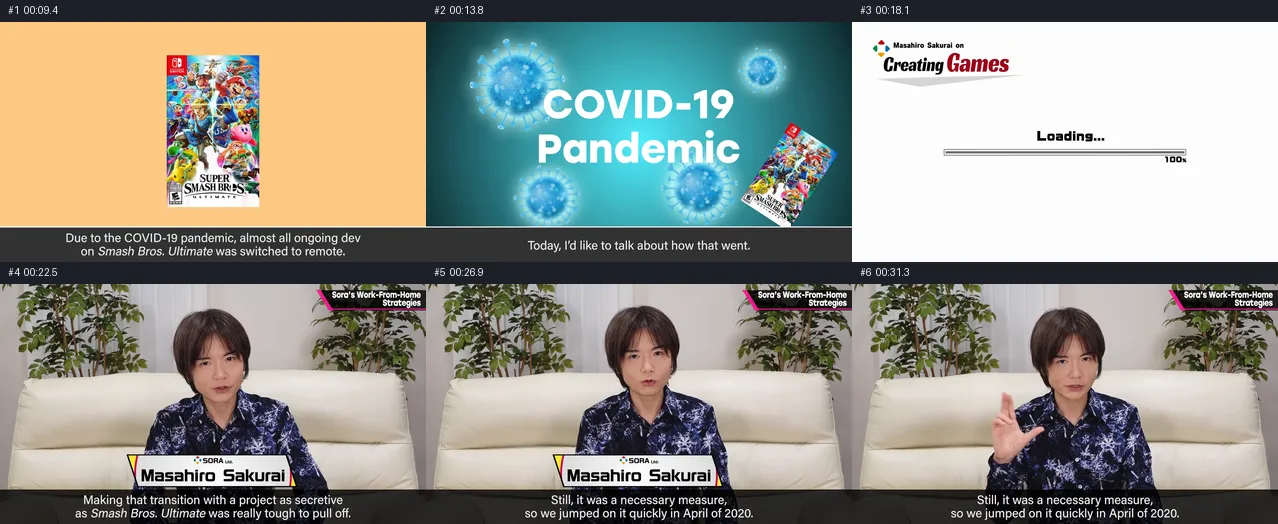 #1 00:09.4
SUPER
SMASH BROS.
ULTIMATE
Due to the COVID-19 pandemic, almost all ongoing dev
on Smash Bros. Ultimate was switched to remote.
#2 00:13.8
COVID-19
Pandemic
SUPER
SMASH BROS.
ULTIMATE
Today, I'd like to talk about how that went.
#3 00:18.1
Masahiro Sakurai on
Creating Games
Loading...
100%
#4 00:22.5
Sora's Work-From-Home
Strategies
SORA Ltd.
Masahiro Sakurai
Making that transition with a project as secretive
as Smash Bros. Ultimate was really tough to pull off.
#5 00:26.9
Sora's Work-From-Home
Strategies
SORA Ltd.
Masahiro Sakurai
Still, it was a necessary measure,
so we jumped on it quickly in April of 2020.
#6 00:31.3
Sora's Work-From-Home
Strategies
Still, it was a necessary measure,
so we jumped on it quickly in April of 2020.